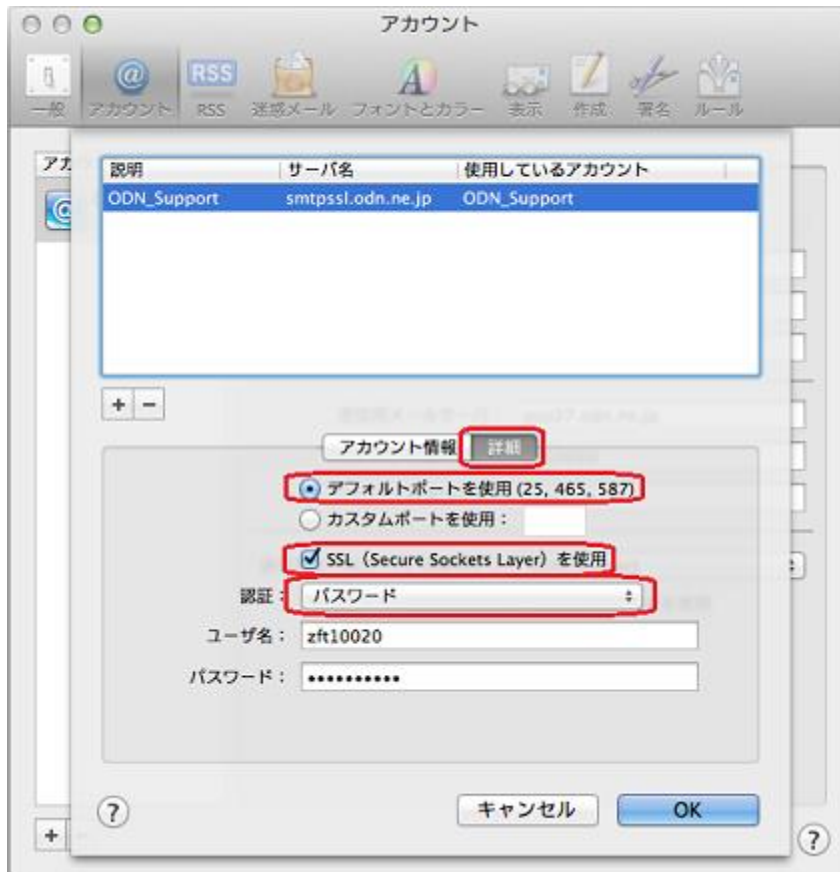 アカウント
RSS
一般 アカウント RSS 迷惑メール フォントとカラー 表示 作成 署名 ルール
アカ
説明 サーバ名 使用しているアカウント
ODN_Support smtpssl.odn.ne.jp ODN_Support
+ −
アカウント情報 詳細
デフォルトポートを使用 (25, 465, 587)
カスタムポートを使用：
SSL（Secure Sockets Layer）を使用
認証： パスワード
ユーザ名： zft10020
パスワード： ••••••••••
? キャンセル OK
+ ?